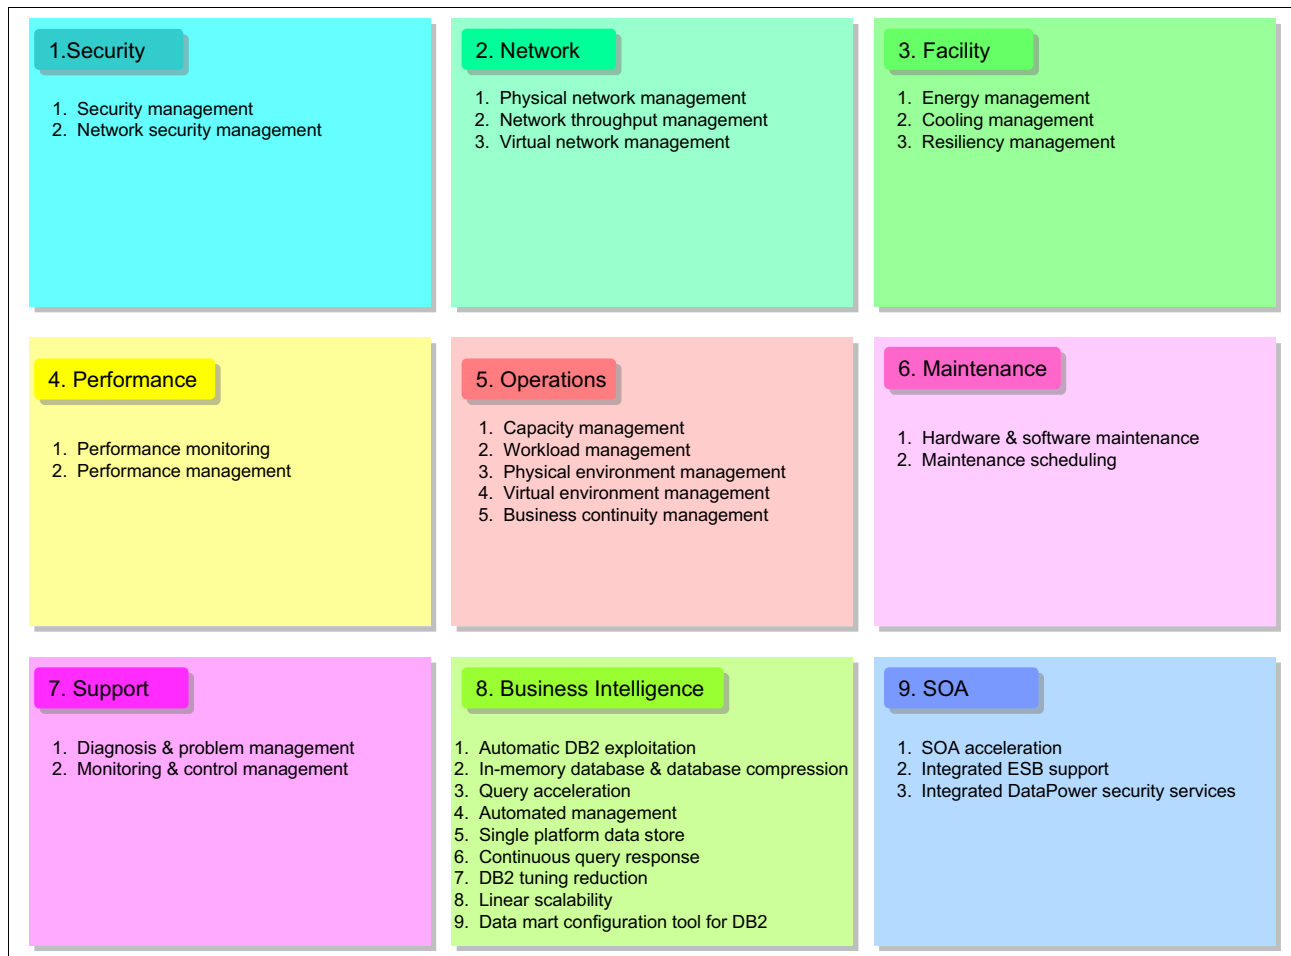 1.Security
1. Security management
2. Network security management
2. Network
1. Physical network management
2. Network throughput management
3. Virtual network management
3. Facility
1. Energy management
2. Cooling management
3. Resiliency management
4. Performance
1. Performance monitoring
2. Performance management
5. Operations
1. Capacity management
2. Workload management
3. Physical environment management
4. Virtual environment management
5. Business continuity management
6. Maintenance
1. Hardware & software maintenance
2. Maintenance scheduling
7. Support
1. Diagnosis & problem management
2. Monitoring & control management
8. Business Intelligence
1. Automatic DB2 exploitation
2. In-memory database & database compression
3. Query acceleration
4. Automated management
5. Single platform data store
6. Continuous query response
7. DB2 tuning reduction
8. Linear scalability
9. Data mart configuration tool for DB2
9. SOA
1. SOA acceleration
2. Integrated ESB support
3. Integrated DataPower security services